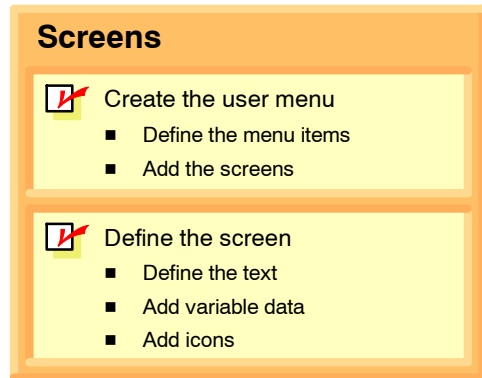 Screens
Create the user menu
■ Define the menu items
■ Add the screens
Define the screen
■ Define the text
■ Add variable data
■ Add icons